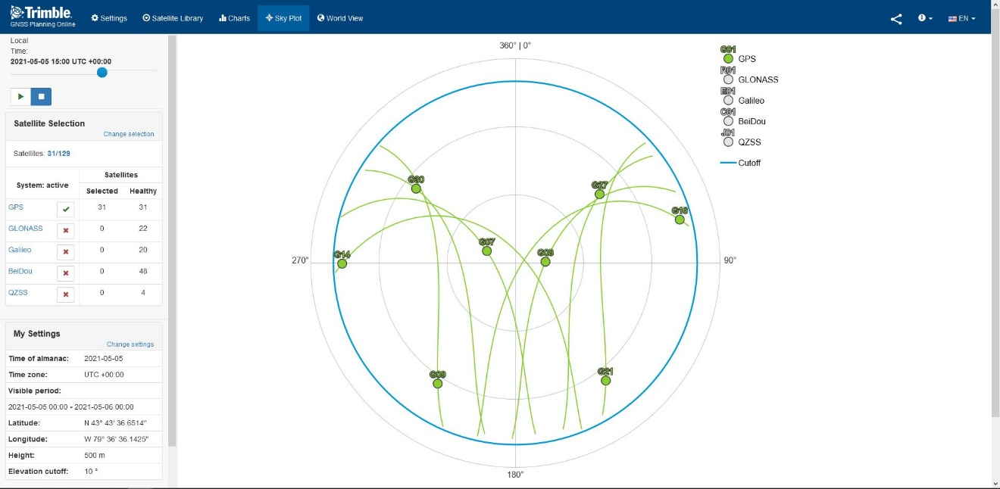 Trimble.
GNSS Planning Online
Settings
Satellite Library
Charts
Sky Plot
World View
EN
Local
Time:
2021-05-05 15:00 UTC +00:00
Satellite Selection
Change selection
Satellites: 31/129
System: active
Satellites
Selected Healthy
GPS 31 31
GLONASS 0 22
Galileo 0 20
BeiDou 0 48
QZSS 0 4
My Settings
Change settings
Time of almanac: 2021-05-05
Time zone: UTC +00:00
Visible period:
2021-05-05 00:00 - 2021-05-06 00:00
Latitude: N 43° 43' 36.6514"
Longitude: W 79° 36' 36.1425"
Height: 500 m
Elevation cutoff: 10 °
360° | 0°
G30
G27
G16
G07
G08
G14
270°
90°
G09
G21
180°
G01
GPS
R01
GLONASS
E01
Galileo
C01
BeiDou
J01
QZSS
Cutoff